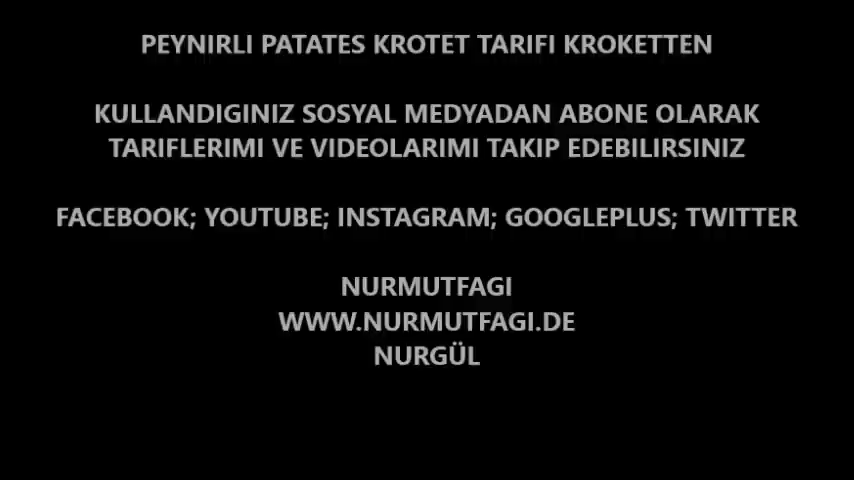 PEYNIRLI PATATES KROTET TARIFI KROKETTEN
KULLANDIGINIZ SOSYAL MEDYADAN ABONE OLARAK
TARIFLERIMI VE VIDEOLARIMI TAKIP EDEBILIRSINIZ
FACEBOOK; YOUTUBE; INSTAGRAM; GOOGLEPLUS; TWITTER
NURMUTFAGI
WWW.NURMUTFAGI.DE
NURGÜL